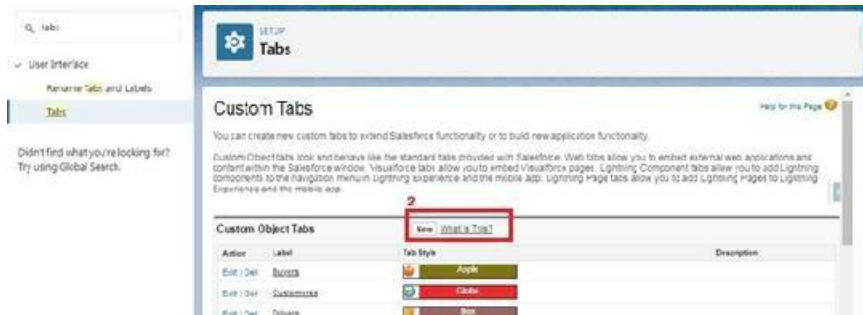 tabs
User Interface
Rename Tabs and Labels
Tabs
Didn't find what you're looking for?
Try using Global Search.
SETUP
Tabs
Custom Tabs
Help for this Page
You can create new custom tabs to extend Salesforce functionality or to build new application functionality.
Custom Object tabs look and behave like the standard tabs provided with Salesforce. Web tabs allow you to embed external web applications and
content within the Salesforce window. Visualforce tabs allow you to embed Visualforce pages. Lightning Component tabs allow you to add Lightning
components to the navigation menu in Lightning Experience and the mobile app. Lightning Page tabs allow you to add Lightning Pages to Lightning
Experience and the mobile app.
2
Custom Object Tabs
New What Is This?
Action Label Tab Style Description
Edit | Del Buyers Apple
Edit | Del Customeres Globe
Edit | Del Drivers Box